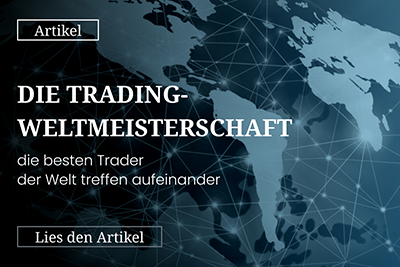 Artikel
DIE TRADING-
WELTMEISTERSCHAFT
die besten Trader
der Welt treffen aufeinander
Lies den Artikel